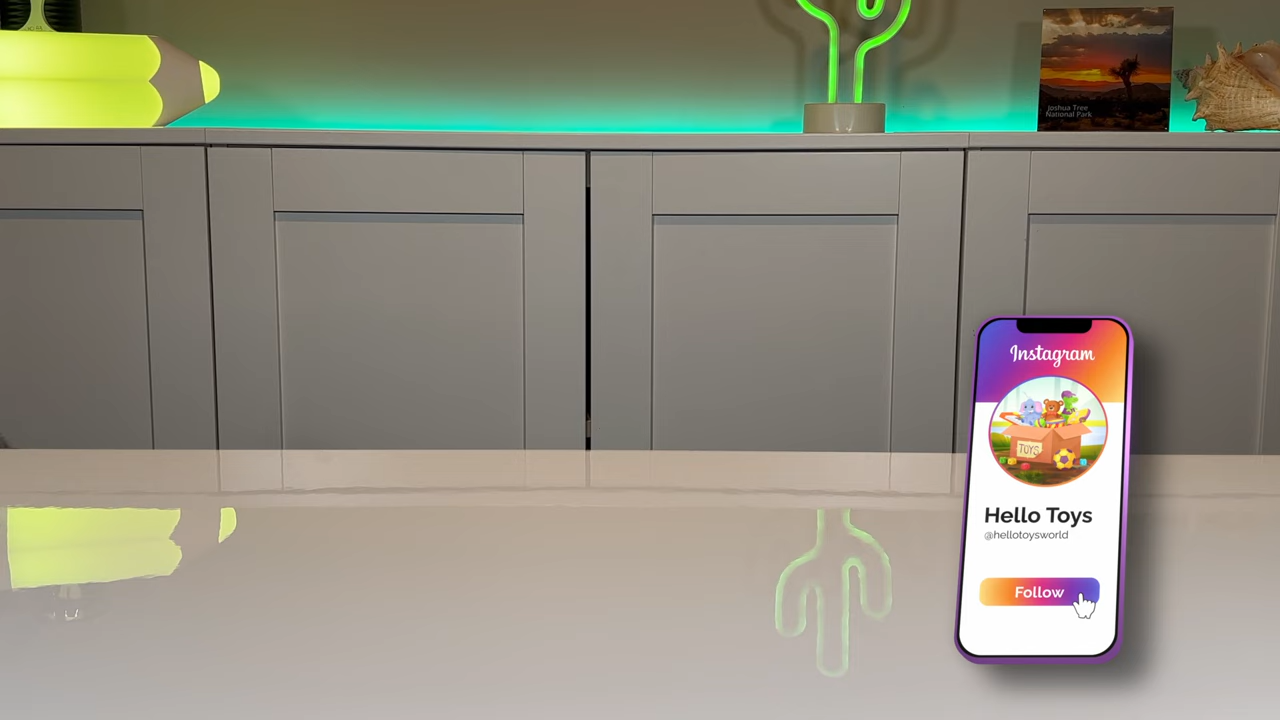 Joshua Tree
National Park
Instagram
TOYS
Hello Toys
@hellotoysworld
Follow